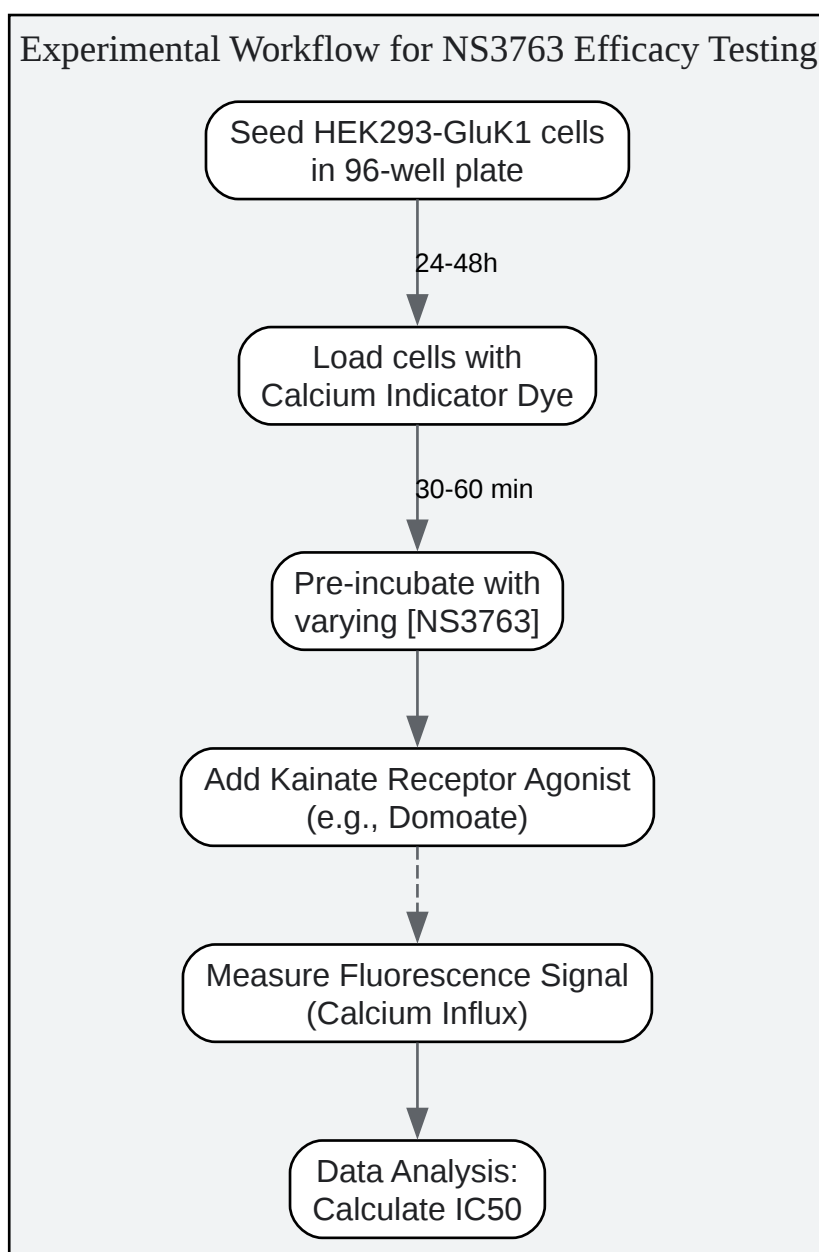 Experimental Workflow for NS3763 Efficacy Testing
Seed HEK293-GluK1 cells
in 96-well plate
24-48h
Load cells with
Calcium Indicator Dye
30-60 min
Pre-incubate with
varying [NS3763]
Add Kainate Receptor Agonist
(e.g., Domoate)
Measure Fluorescence Signal
(Calcium Influx)
Data Analysis:
Calculate IC50